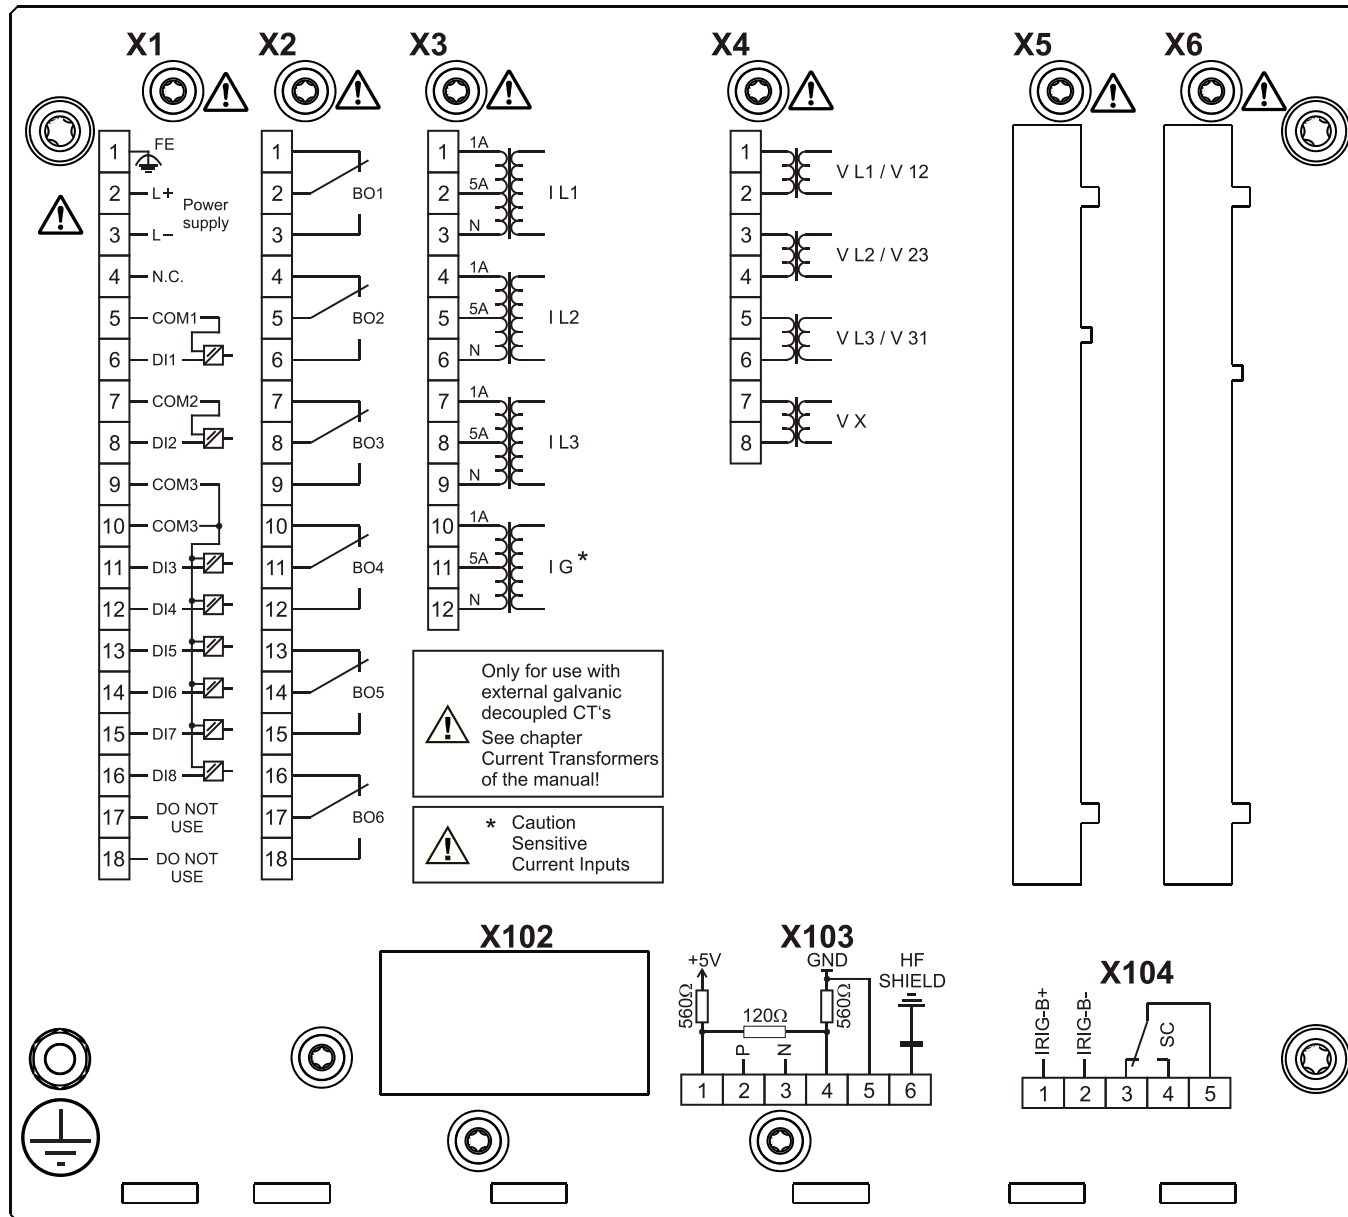 X1 X2 X3 X4 X5 X6
1 FE
2 L+
Power
supply
3 L−
4 N.C.
5 COM1
6 DI1
7 COM2
8 DI2
9 COM3
10 COM3
11 DI3
12 DI4
13 DI5
14 DI6
15 DI7
16 DI8
17 DO NOT
USE
18 DO NOT
USE
1
2 BO1
3
4
5 BO2
6
7
8 BO3
9
10
11 BO4
12
13
14 BO5
15
16
17 BO6
18
1 1A
2 5A I L1
3 N
4 1A
5 5A I L2
6 N
7 1A
8 5A I L3
9 N
10 1A
11 5A I G *
12 N
Only for use with
external galvanic
decoupled CT‘s
See chapter
Current Transformers
of the manual!
* Caution
Sensitive
Current Inputs
1
V L1 / V 12
2
3
V L2 / V 23
4
5
V L3 / V 31
6
7
V X
8
X102
X103
+5V GND HF
SHIELD
560Ω 120Ω 560Ω
P N
1 2 3 4 5 6
X104
IRIG-B+ IRIG-B- SC
1 2 3 4 5